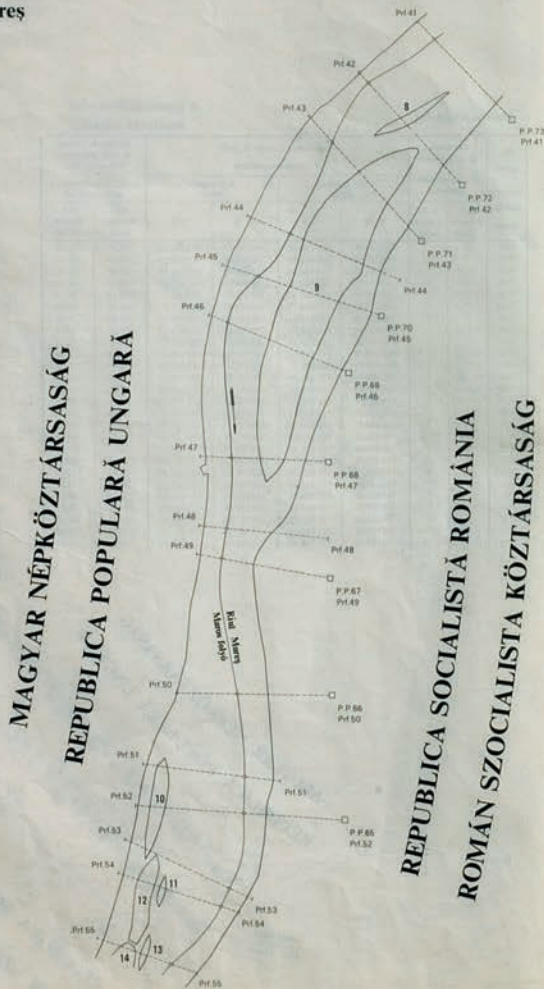 reş
Prf.41
Prf.42
8
Prf.43
P.P.73
Prf.41
P.P.72
Prf.42
Prf.44
P.P.71
Prf.43
Prf.45
9
Prf.44
Prf.46
P.P.70
Prf.45
P.P.69
Prf.46
Prf.47
P.P.68
Prf.47
Prf.48
Prf.48
Prf.49
P.P.67
Prf.49
Rîul Mureş
Maros folyó
Prf.50
P.P.66
Prf.50
Prf.51
Prf.51
Prf.52
10
P.P.65
Prf.52
Prf.53
Prf.54
11
12
Prf.53
Prf.54
Prf.55
13
14
Prf.55
MAGYAR NÉPKÖZTÁRSASÁG
REPUBLICA POPULARĂ UNGARĂ
REPUBLICA SOCIALISTĂ ROMÂNIA
ROMÁN SZOCIALISTA KÖZTÁRSASÁG